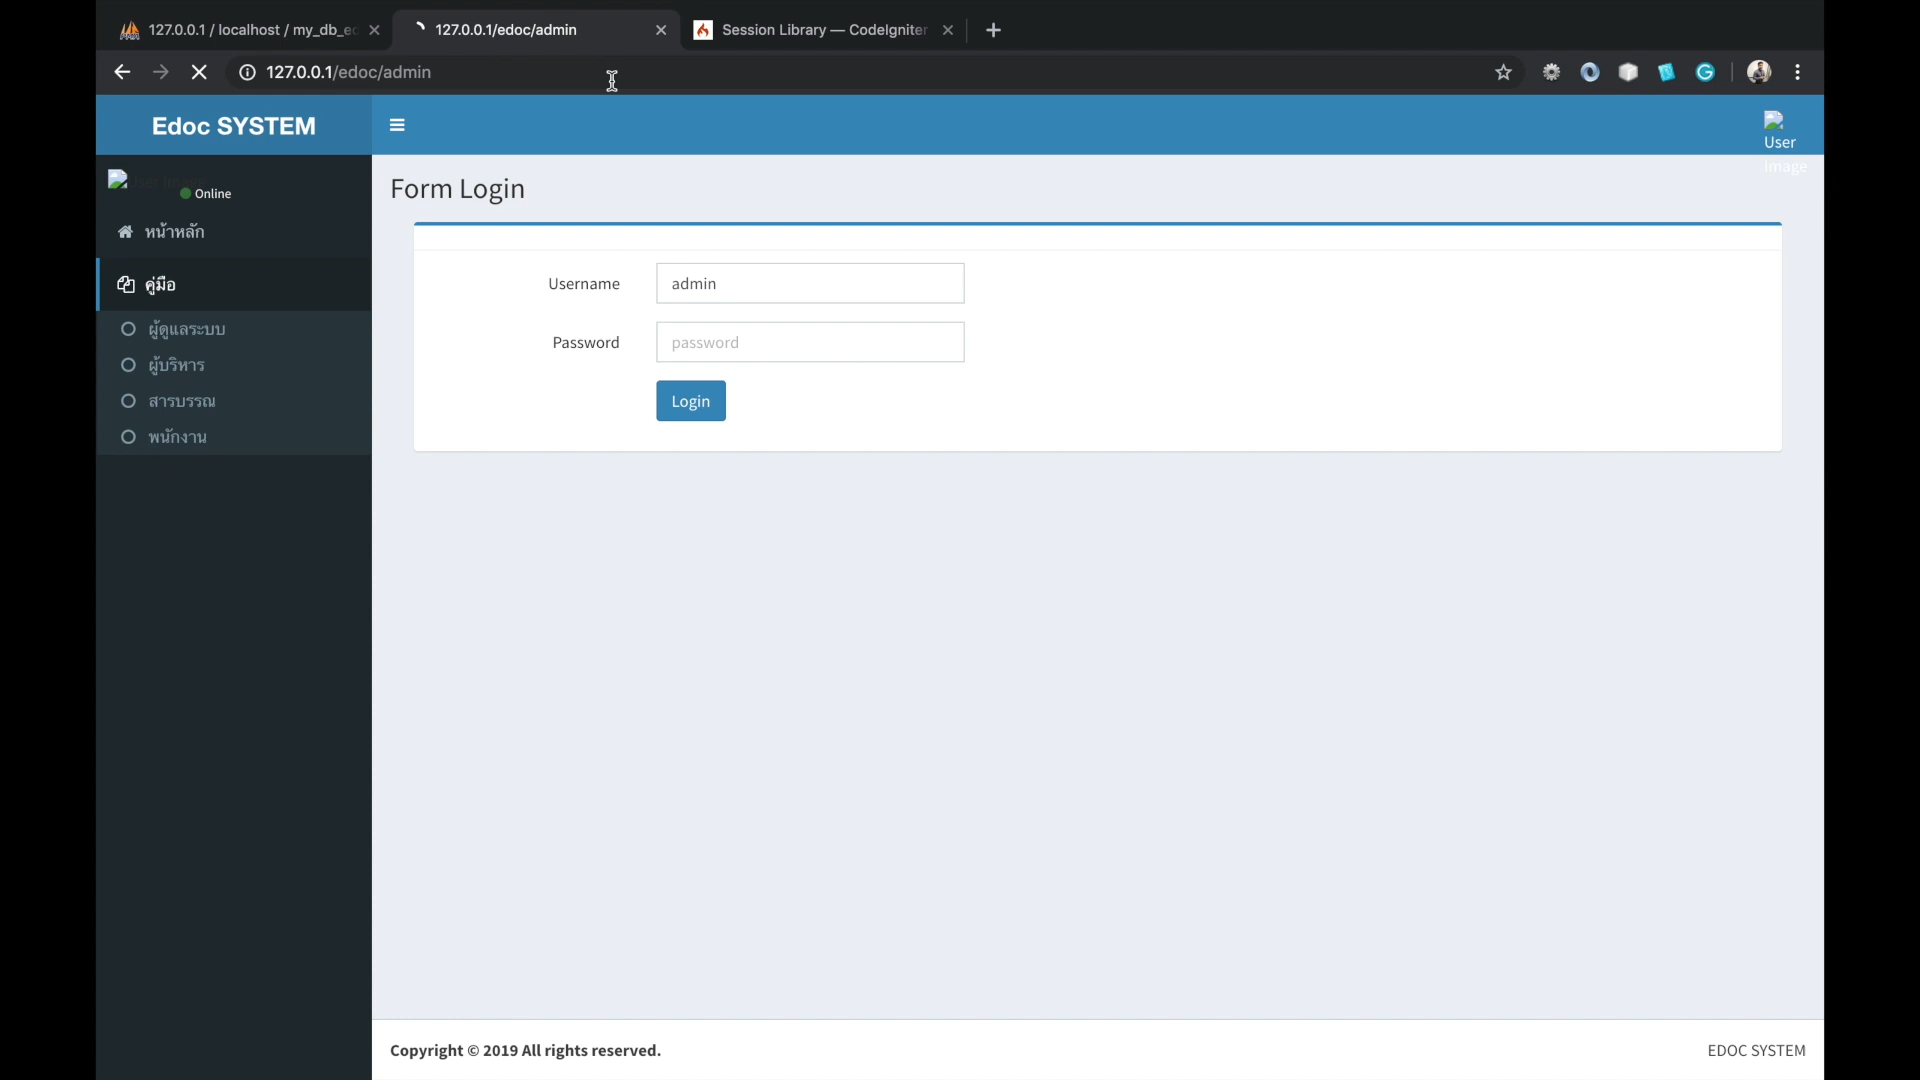 127.0.0.1 / localhost / my_db_e
127.0.0.1/edoc/admin
Session Library — CodeIgniter
127.0.0.1/edoc/admin
Edoc SYSTEM
User
Image
Online
หน้าหลัก
คู่มือ
ผู้ดูแลระบบ
ผู้บริหาร
สารบรรณ
พนักงาน
Form Login
Username
admin
Password
password
Login
Copyright © 2019 All rights reserved.
EDOC SYSTEM